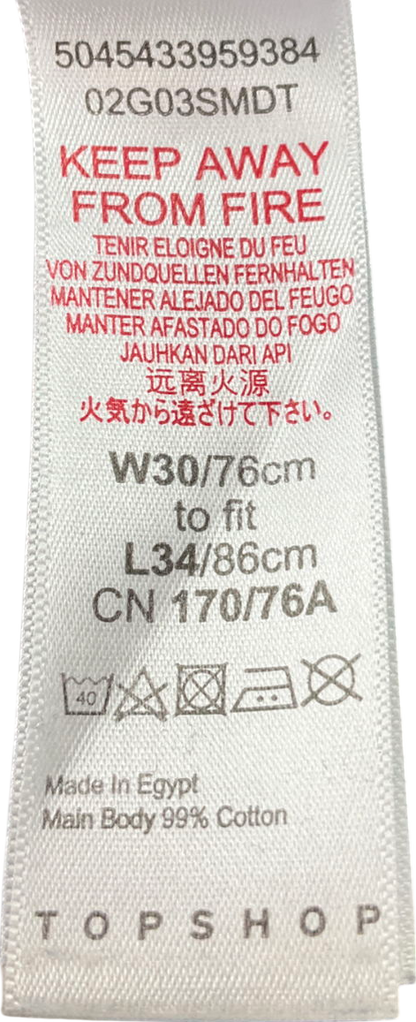 5045433959384
02G03SMDT
KEEP AWAY
FROM FIRE
TENIR ELOIGNE DU FEU
VON ZUNDQUELLEN FERNHALTEN
MANTENER ALEJADO DEL FEUGO
MANTER AFASTADO DO FOGO
JAUHKAN DARI API
远离火源
火気から遠ざけて下さい。
W30/76cm
to fit
L34/86cm
CN 170/76A
40
Made In Egypt
Main Body 99% Cotton
TOPSHOP